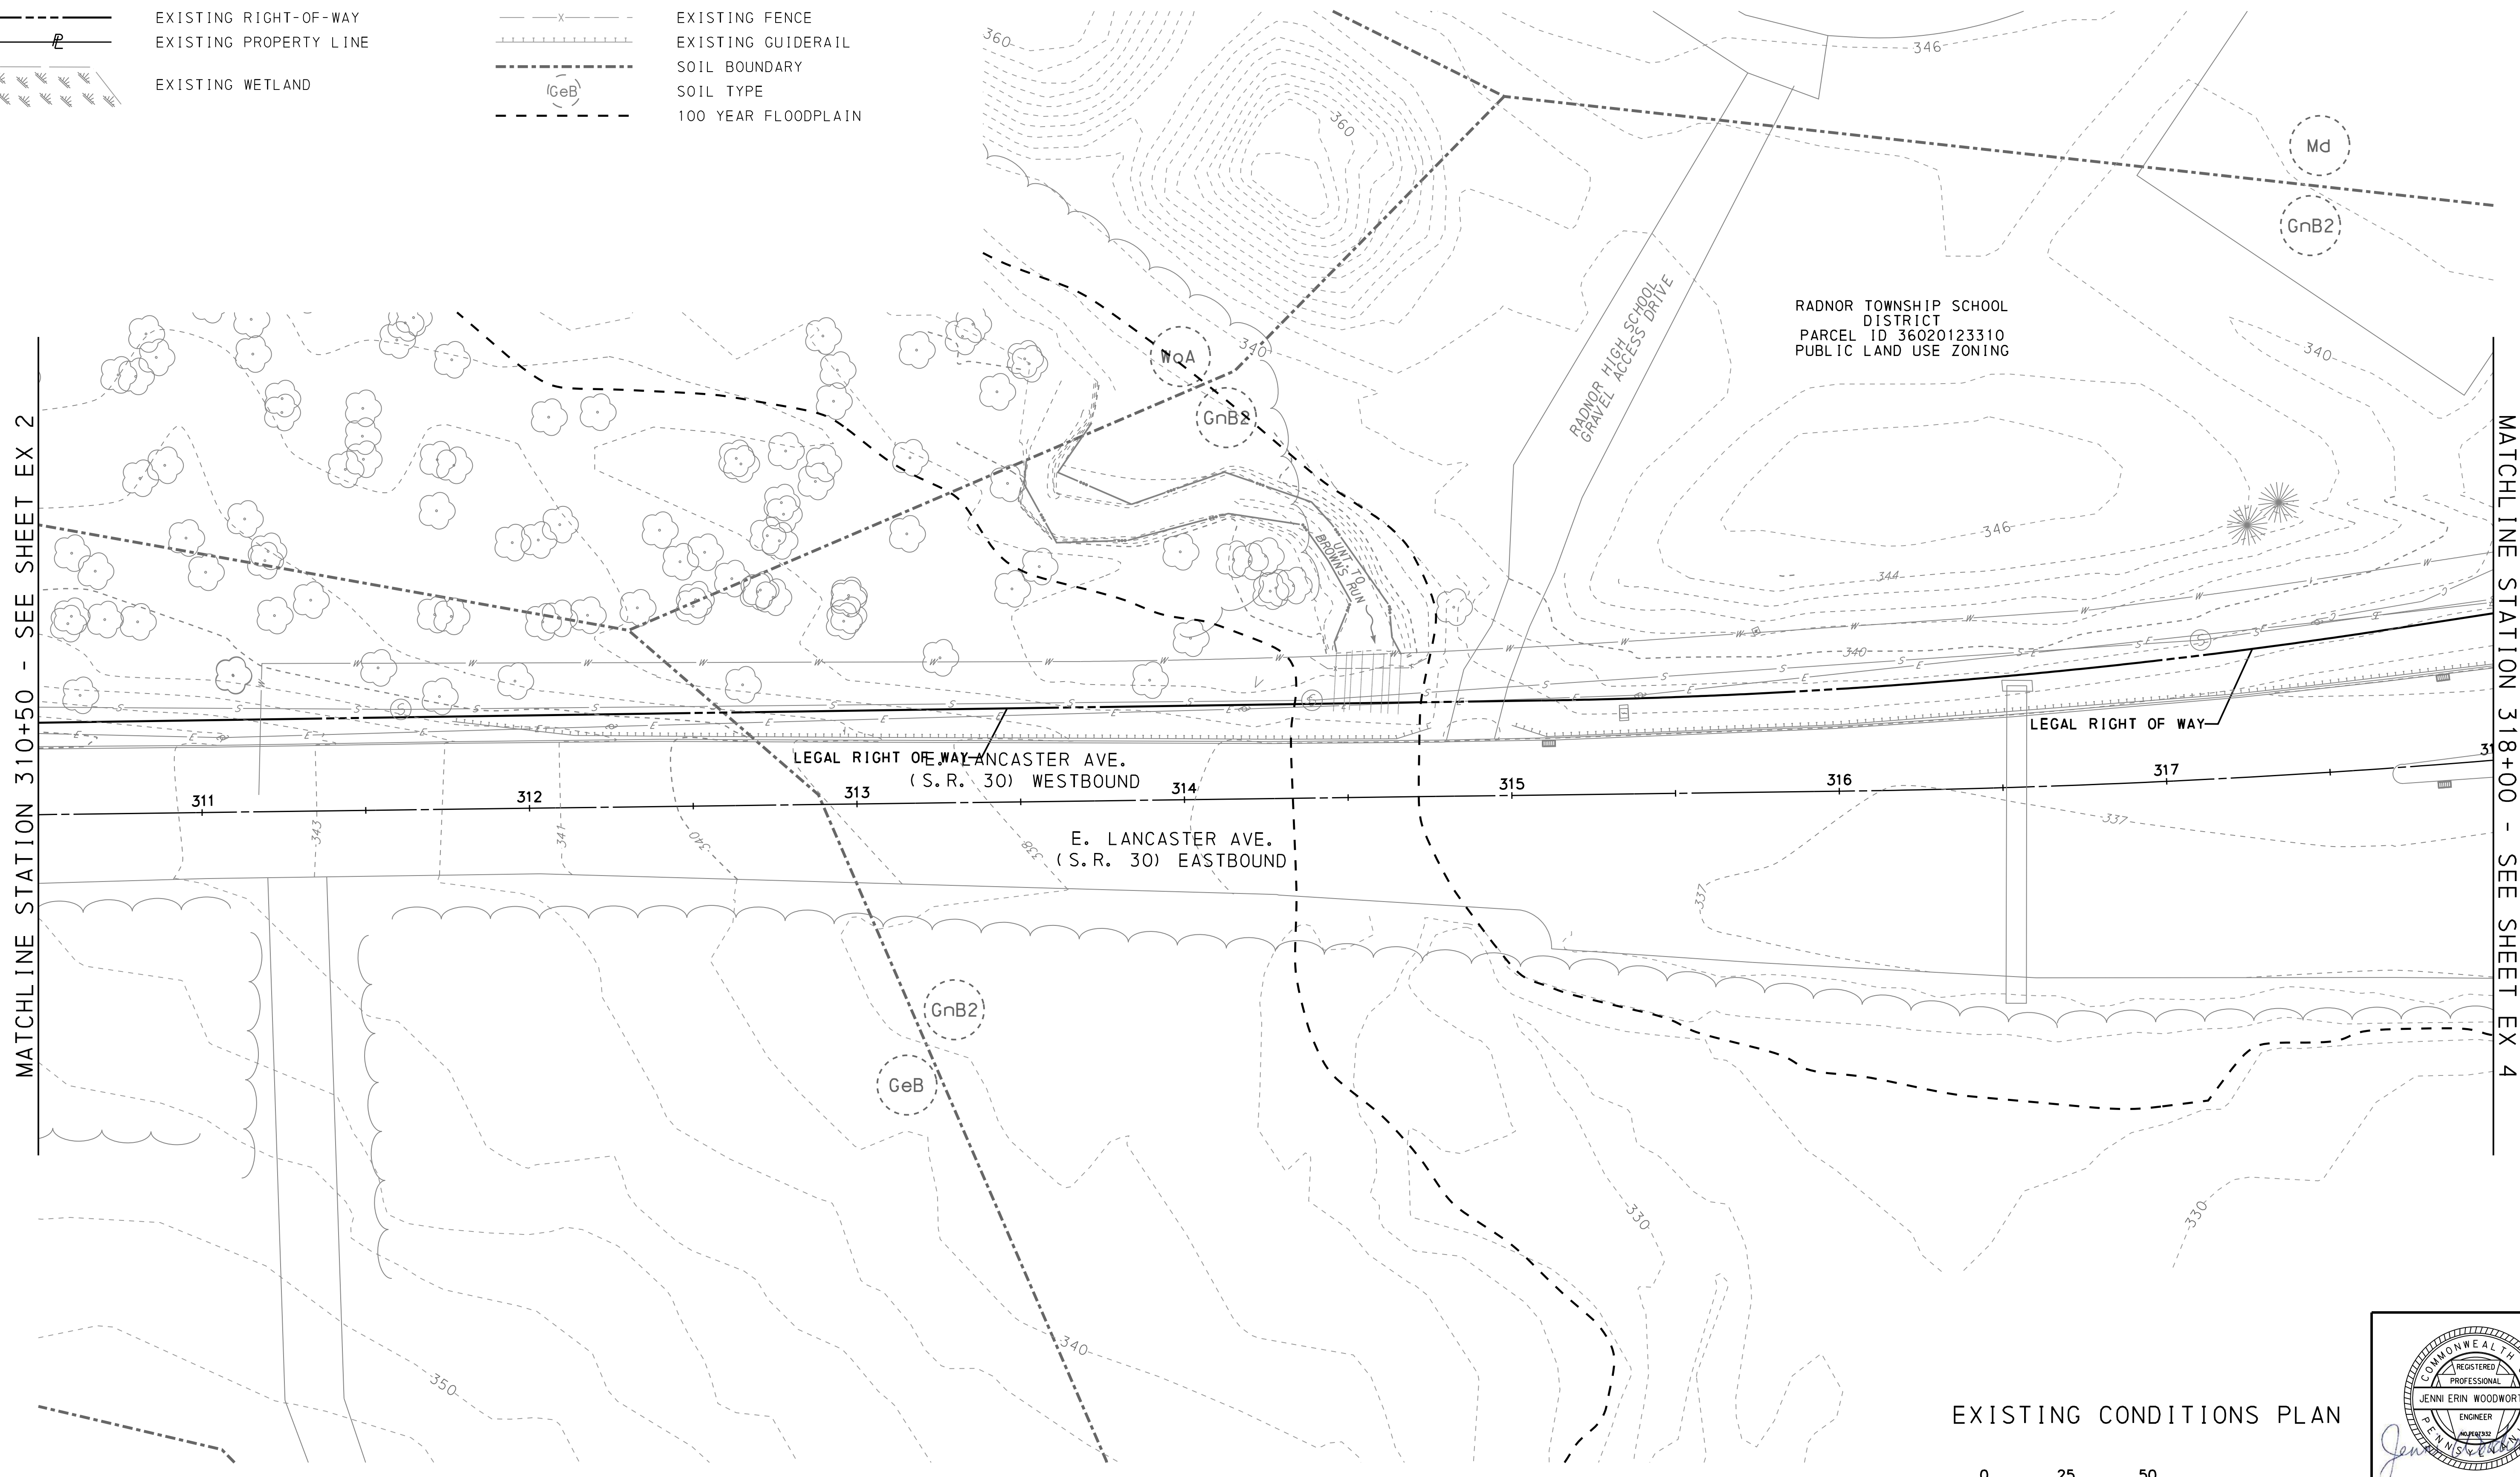 EXISTING RIGHT-OF-WAY
EXISTING PROPERTY LINE
EXISTING WETLAND
X
EXISTING FENCE
EXISTING GUIDERAIL
SOIL BOUNDARY
GeB
SOIL TYPE
100 YEAR FLOODPLAIN
360
360
346
Md
GnB2
RADNOR TOWNSHIP SCHOOL
DISTRICT
PARCEL ID 36020123310
PUBLIC LAND USE ZONING
RADNOR HIGH SCHOOL
GRAVEL ACCESS DRIVE
340
340
WoA
GnB2
346
344
340
UNT TO
BROWN'S RUN
MATCHLINE STATION 310+50 - SEE SHEET EX 2
MATCHLINE STATION 318+00 - SEE SHEET EX 4
LEGAL RIGHT OF WAY
LEGAL RIGHT OF WAY
E. LANCASTER AVE.
(S.R. 30) WESTBOUND
311
312
313
314
315
316
317
343
341
340
338
337
337
E. LANCASTER AVE.
(S.R. 30) EASTBOUND
GnB2
GeB
330
330
340
350
EXISTING CONDITIONS PLAN
0 25 50
COMMONWEALTH
REGISTERED
PROFESSIONAL
JENNI ERIN WOODWORT
ENGINEER
PENNSYL